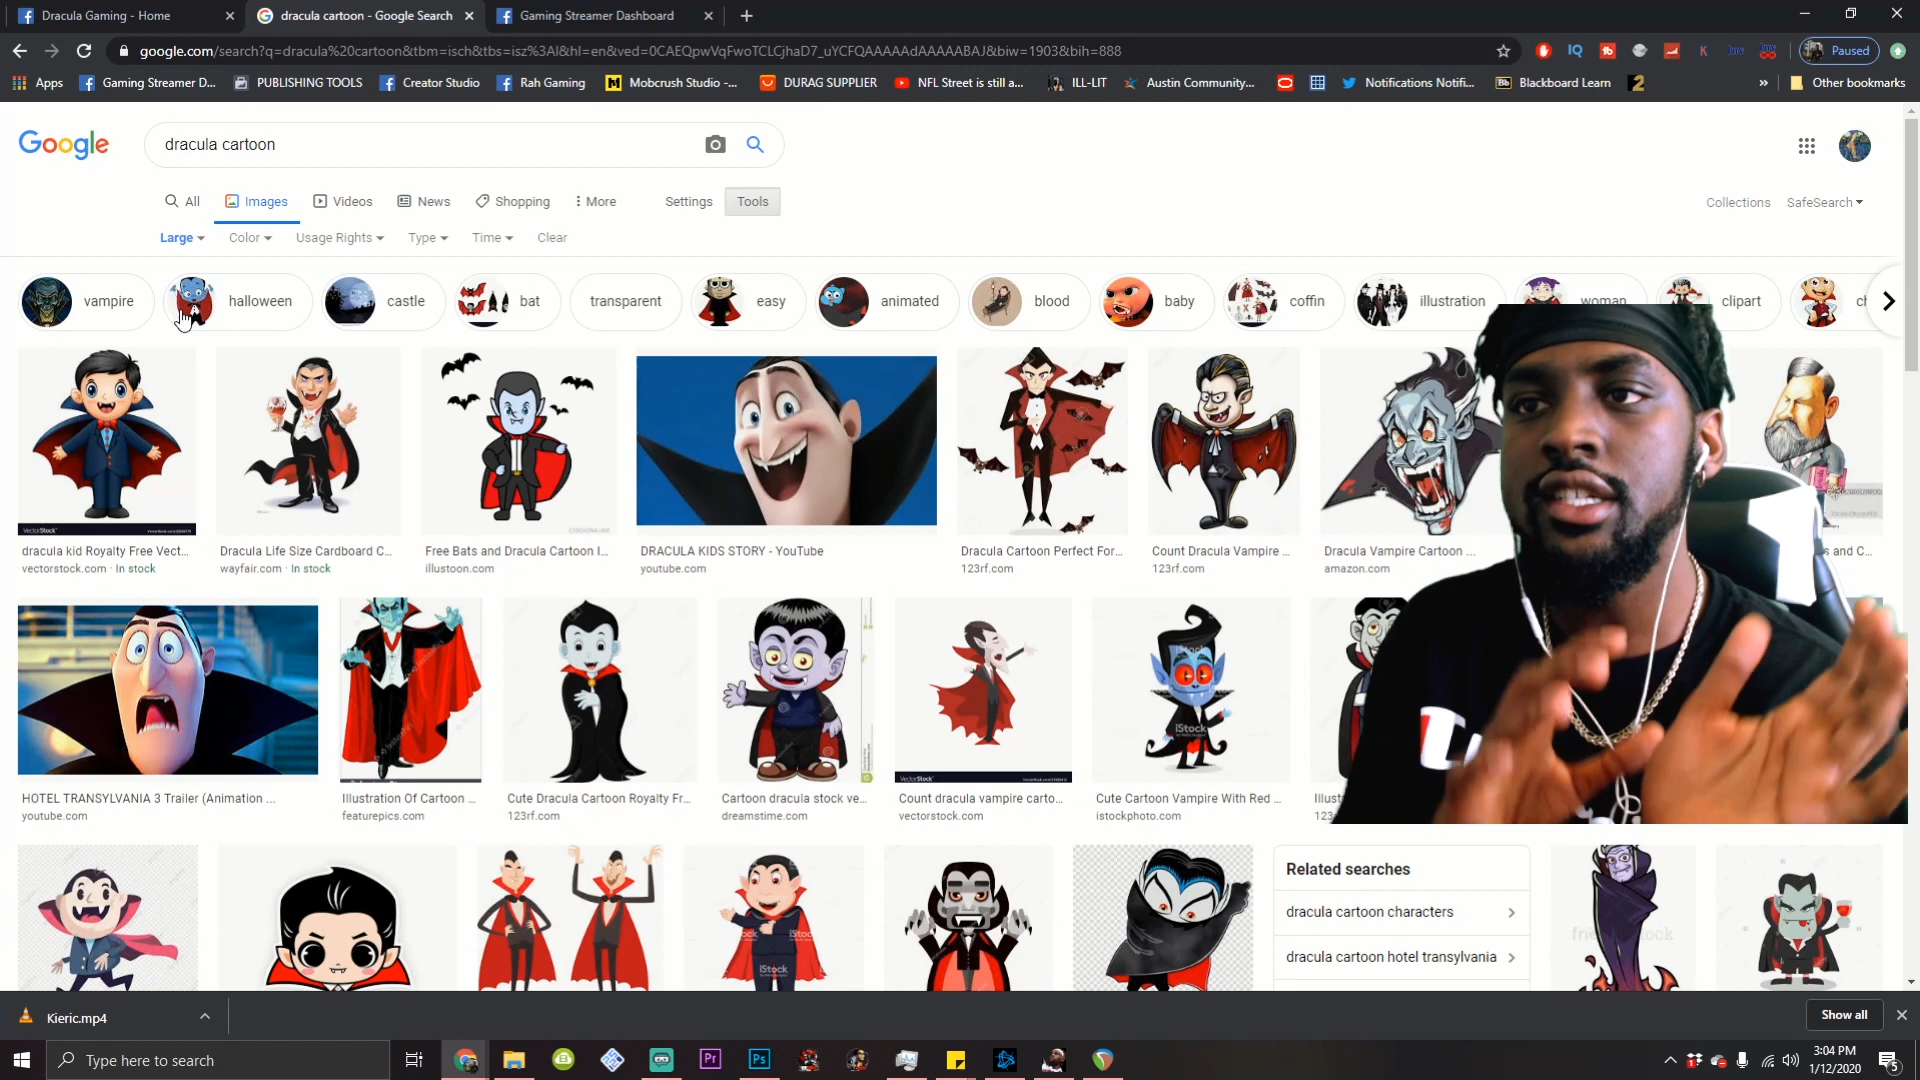 Dracula Gaming - Home
dracula cartoon - Google Search
Gaming Streamer Dashboard
google.com/search?q=dracula%20cartoon&tbm=isch&tbs=isz%3Al&hl=en&ved=0CAEQpwVqFwoTCLCjhaD7_uYCFQAAAAAdAAAAABAJ&biw=1903&bih=888
Paused
Apps
Gaming Streamer D...
PUBLISHING TOOLS
Creator Studio
Rah Gaming
Mobcrush Studio -...
DURAG SUPPLIER
NFL Street is still a...
ILL-LIT
Austin Community...
Notifications Notifi...
Blackboard Learn
Other bookmarks
Google
dracula cartoon
All
Images
Videos
News
Shopping
More
Settings
Tools
Collections
SafeSearch
Large
Color
Usage Rights
Type
Time
Clear
vampire
halloween
castle
bat
transparent
easy
animated
blood
baby
coffin
illustration
woman
clipart
dracula kid Royalty Free Vect...
vectorstock.com · In stock
Dracula Life Size Cardboard C...
wayfair.com · In stock
Free Bats and Dracula Cartoon I...
illustoon.com
DRACULA KIDS STORY - YouTube
youtube.com
Dracula Cartoon Perfect For...
123rf.com
Count Dracula Vampire ...
123rf.com
Dracula Vampire Cartoon ...
amazon.com
s and C...
HOTEL TRANSYLVANIA 3 Trailer (Animation ...
youtube.com
Illustration Of Cartoon ...
featurepics.com
Cute Dracula Cartoon Royalty Fr...
123rf.com
Cartoon dracula stock ve...
dreamstime.com
Count dracula vampire carto...
vectorstock.com
Cute Cartoon Vampire With Red ...
istockphoto.com
VectorStock
VectorStock
iStock
iStock
iStock
Related searches
dracula cartoon characters
dracula cartoon hotel transylvania
Kieric.mp4
Show all
Type here to search
Pr
Ps
3:04 PM
1/12/2020
5